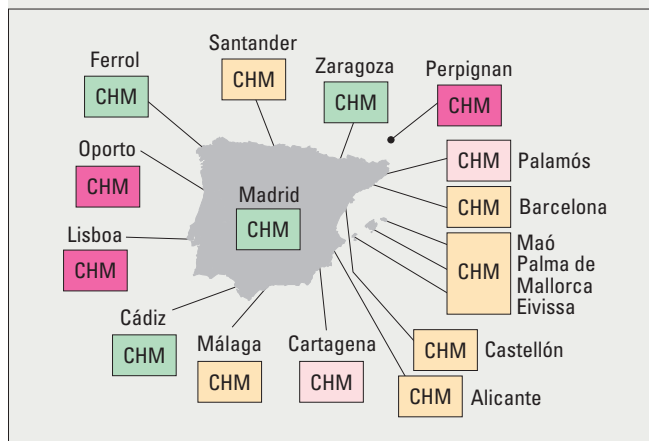 Santander
CHM
Ferrol
CHM
Zaragoza
CHM
Perpignan
CHM
Oporto
CHM
CHM
Palamós
Madrid
CHM
CHM
Barcelona
Lisboa
CHM
CHM
Maó
Palma de
Mallorca
Eivissa
Cádiz
CHM
Málaga
CHM
Cartagena
CHM
CHM
Castellón
CHM
Alicante